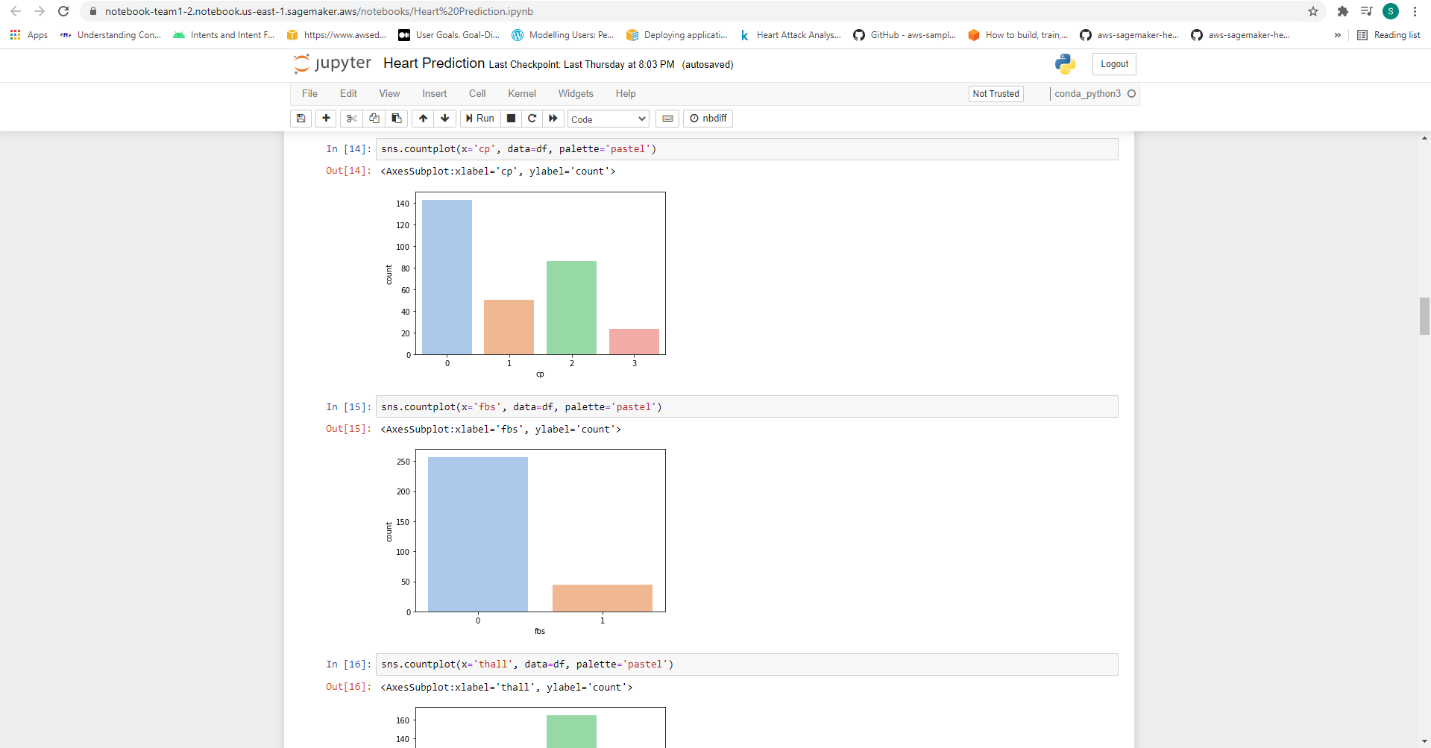 notebook-team1-2.notebook.us-east-1.sagemaker.aws/notebooks/Heart%20Prediction.ipynb
S
Apps Understanding Con... Intents and Intent F... https://www.awsed... User Goals. Goal-Di... Modelling Users: Pe... Deploying applicati... Heart Attack Analys... GitHub - aws-sampl... How to build, train,... aws-sagemaker-he... aws-sagemaker-he... » Reading list
jupyter Heart Prediction Last Checkpoint: Last Thursday at 8:03 PM (autosaved) Logout
File Edit View Insert Cell Kernel Widgets Help Not Trusted conda_python3
Run Code nbdiff
In [14]: sns.countplot(x='cp', data=df, palette='pastel')
Out[14]: <AxesSubplot:xlabel='cp', ylabel='count'>
140
120
100
80
60
40
20
0
count
0 1 2 3
cp
In [15]: sns.countplot(x='fbs', data=df, palette='pastel')
Out[15]: <AxesSubplot:xlabel='fbs', ylabel='count'>
250
200
150
100
50
0
count
0 1
fbs
In [16]: sns.countplot(x='thall', data=df, palette='pastel')
Out[16]: <AxesSubplot:xlabel='thall', ylabel='count'>
160
140